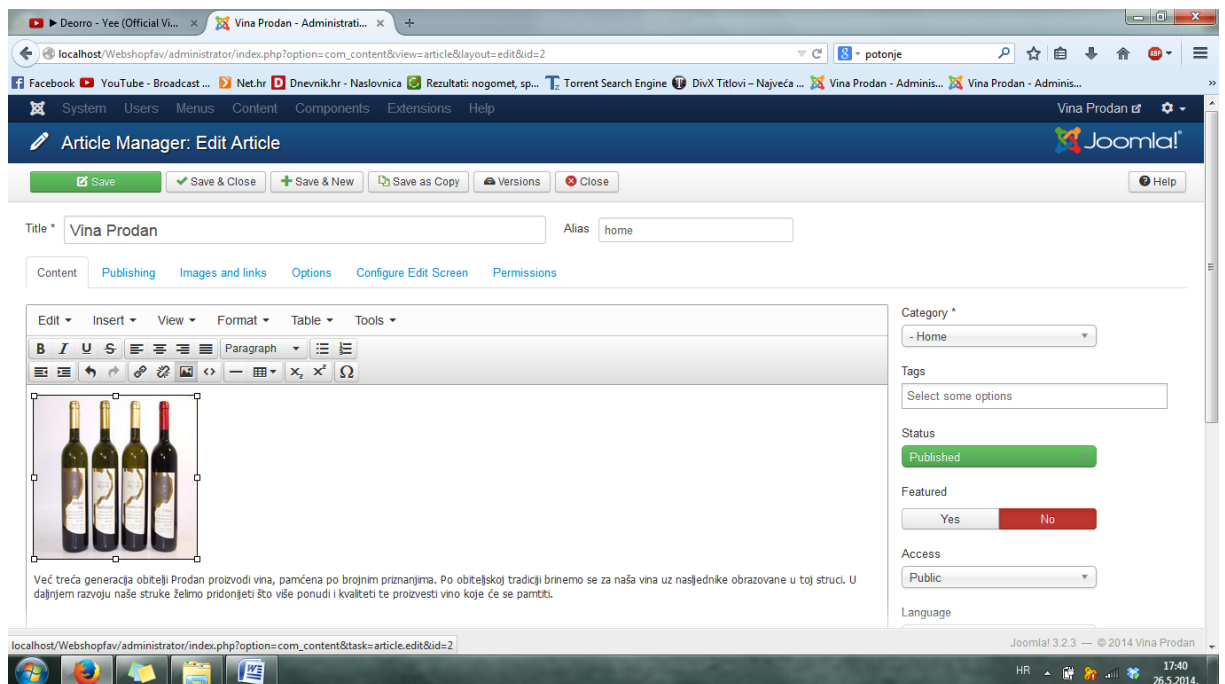 Deorro - Yee (Official Vi...
Vina Prodan - Administrati...
localhost/Webshopfav/administrator/index.php?option=com_content&view=article&layout=edit&id=2
potonje
Facebook YouTube - Broadcast ... Net.hr Dnevnik.hr - Naslovnica Rezultati: nogomet, sp... Torrent Search Engine DivX Titlovi – Najveća ... Vina Prodan - Adminis... Vina Prodan - Adminis... »
System Users Menus Content Components Extensions Help Vina Prodan
Article Manager: Edit Article Joomla!
Save Save & Close Save & New Save as Copy Versions Close Help
Title * Vina Prodan Alias home
Content Publishing Images and links Options Configure Edit Screen Permissions
Edit Insert View Format Table Tools
B I U S Paragraph
X₂ X² Ω
Već treća generacija obitelji Prodan proizvodi vina, pamćena po brojnim priznanjima. Po obiteljskoj tradiciji brinemo se za naša vina uz nasljednike obrazovane u toj struci. U
daljnjem razvoju naše struke želimo pridonijeti što više ponudi i kvaliteti te proizvesti vino koje će se pamtiti.
Category *
- Home
Tags
Select some options
Status
Published
Featured
Yes No
Access
Public
Language
localhost/Webshopfav/administrator/index.php?option=com_content&task=article.edit&id=2
Joomla! 3.2.3 — © 2014 Vina Prodan
HR 17:40
26.5.2014.